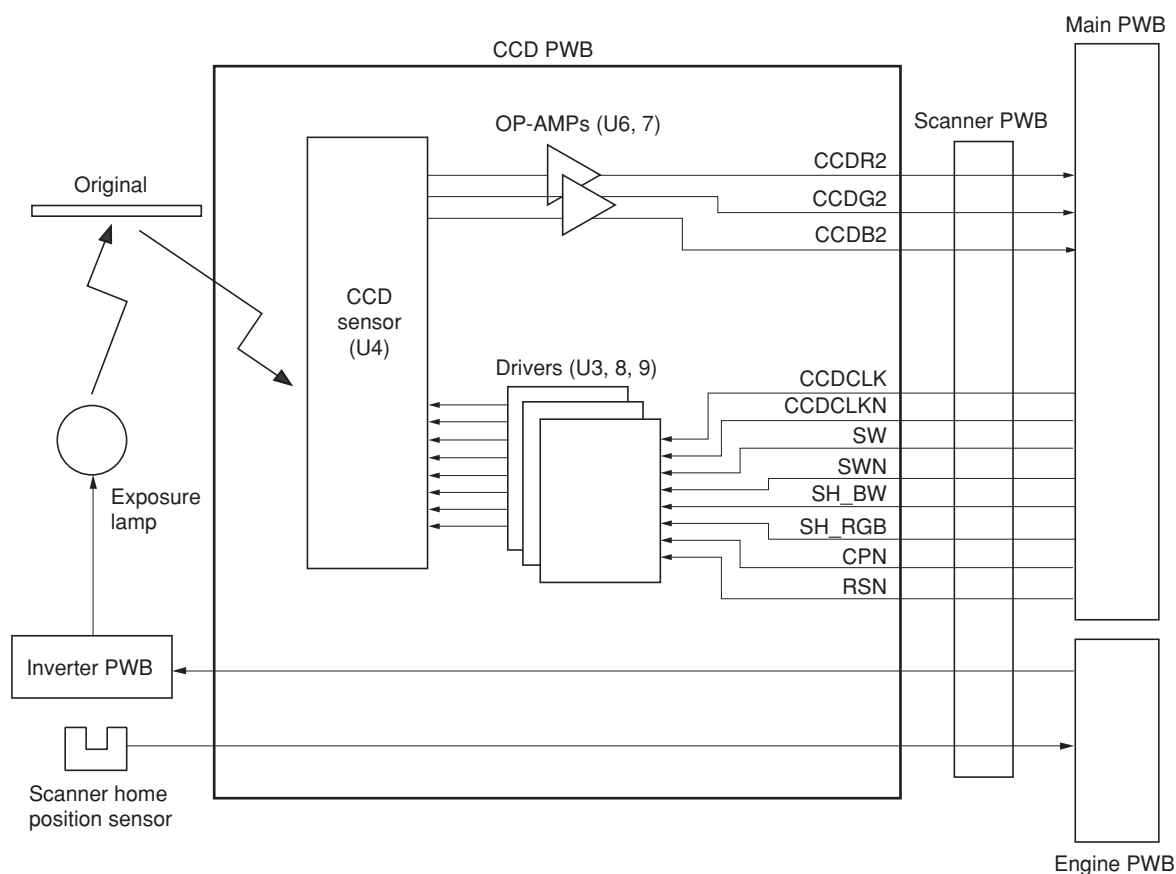 Main PWB
CCD PWB
OP-AMPs (U6, 7)
Scanner PWB
CCDR2
Original
CCDG2
CCDB2
CCD
sensor
(U4)
Drivers (U3, 8, 9)
CCDCLK
CCDCLKN
SW
SWN
SH_BW
SH_RGB
CPN
RSN
Exposure
lamp
Inverter PWB
Scanner home
position sensor
Engine PWB